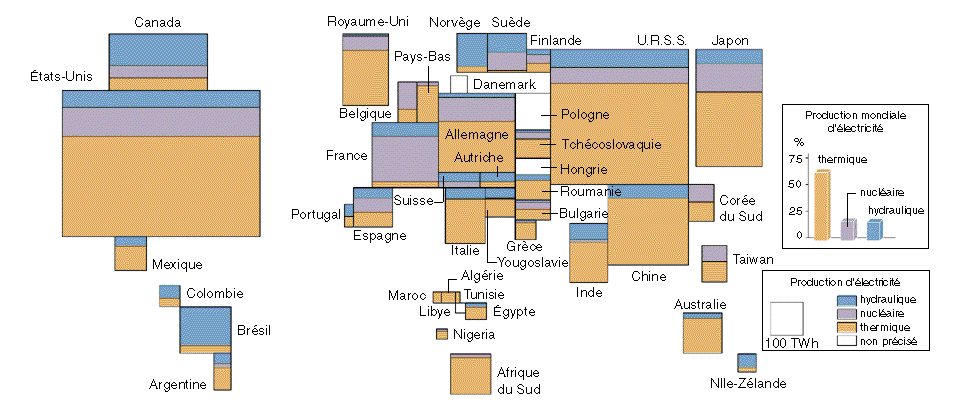 Canada
États-Unis
Mexique
Colombie
Brésil
Argentine
Royaume-Uni
Norvège
Suède
Finlande
U.R.S.S.
Japon
Pays-Bas
Danemark
Belgique
Pologne
Allemagne
Tchécoslovaquie
France
Autriche
Hongrie
Suisse
Roumanie
Portugal
Bulgarie
Espagne
Italie
Grèce
Yougoslavie
Corée
du Sud
Chine
Taiwan
Inde
Algérie
Maroc
Tunisie
Libye
Égypte
Nigeria
Afrique
du Sud
Australie
Nlle-Zélande
Production mondiale
d'électricité
%
75
50
25
0
thermique
nucléaire
hydraulique
Production d'électricité
100 TWh
hydraulique
nucléaire
thermique
non précisé